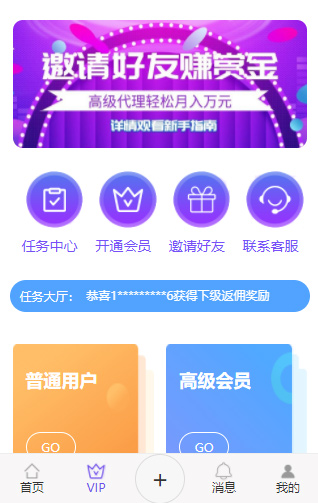 邀请好友赚赏金
高级代理轻松月入万元
详情观看新手指南
任务中心 开通会员 邀请好友 联系客服
任务大厅： 恭喜1*********6获得下级返佣奖励
普通用户 高级会员
GO GO
首页 VIP + 消息 我的